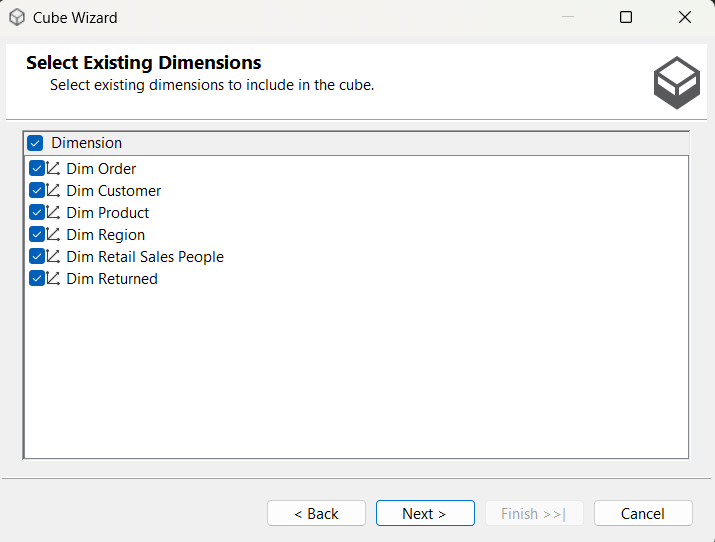 Cube Wizard
Select Existing Dimensions
Select existing dimensions to include in the cube.
Dimension
Dim Order
Dim Customer
Dim Product
Dim Region
Dim Retail Sales People
Dim Returned
< Back
Next >
Finish >>|
Cancel